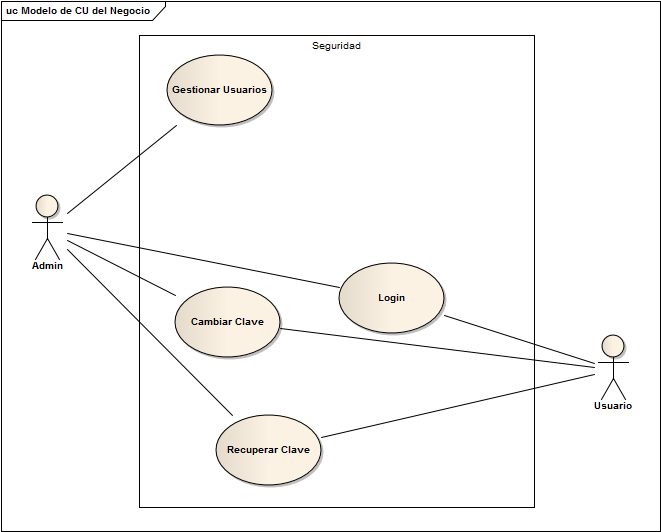 uc Modelo de CU del Negocio
Seguridad
Gestionar Usuarios
Admin
Login
Cambiar Clave
Usuario
Recuperar Clave